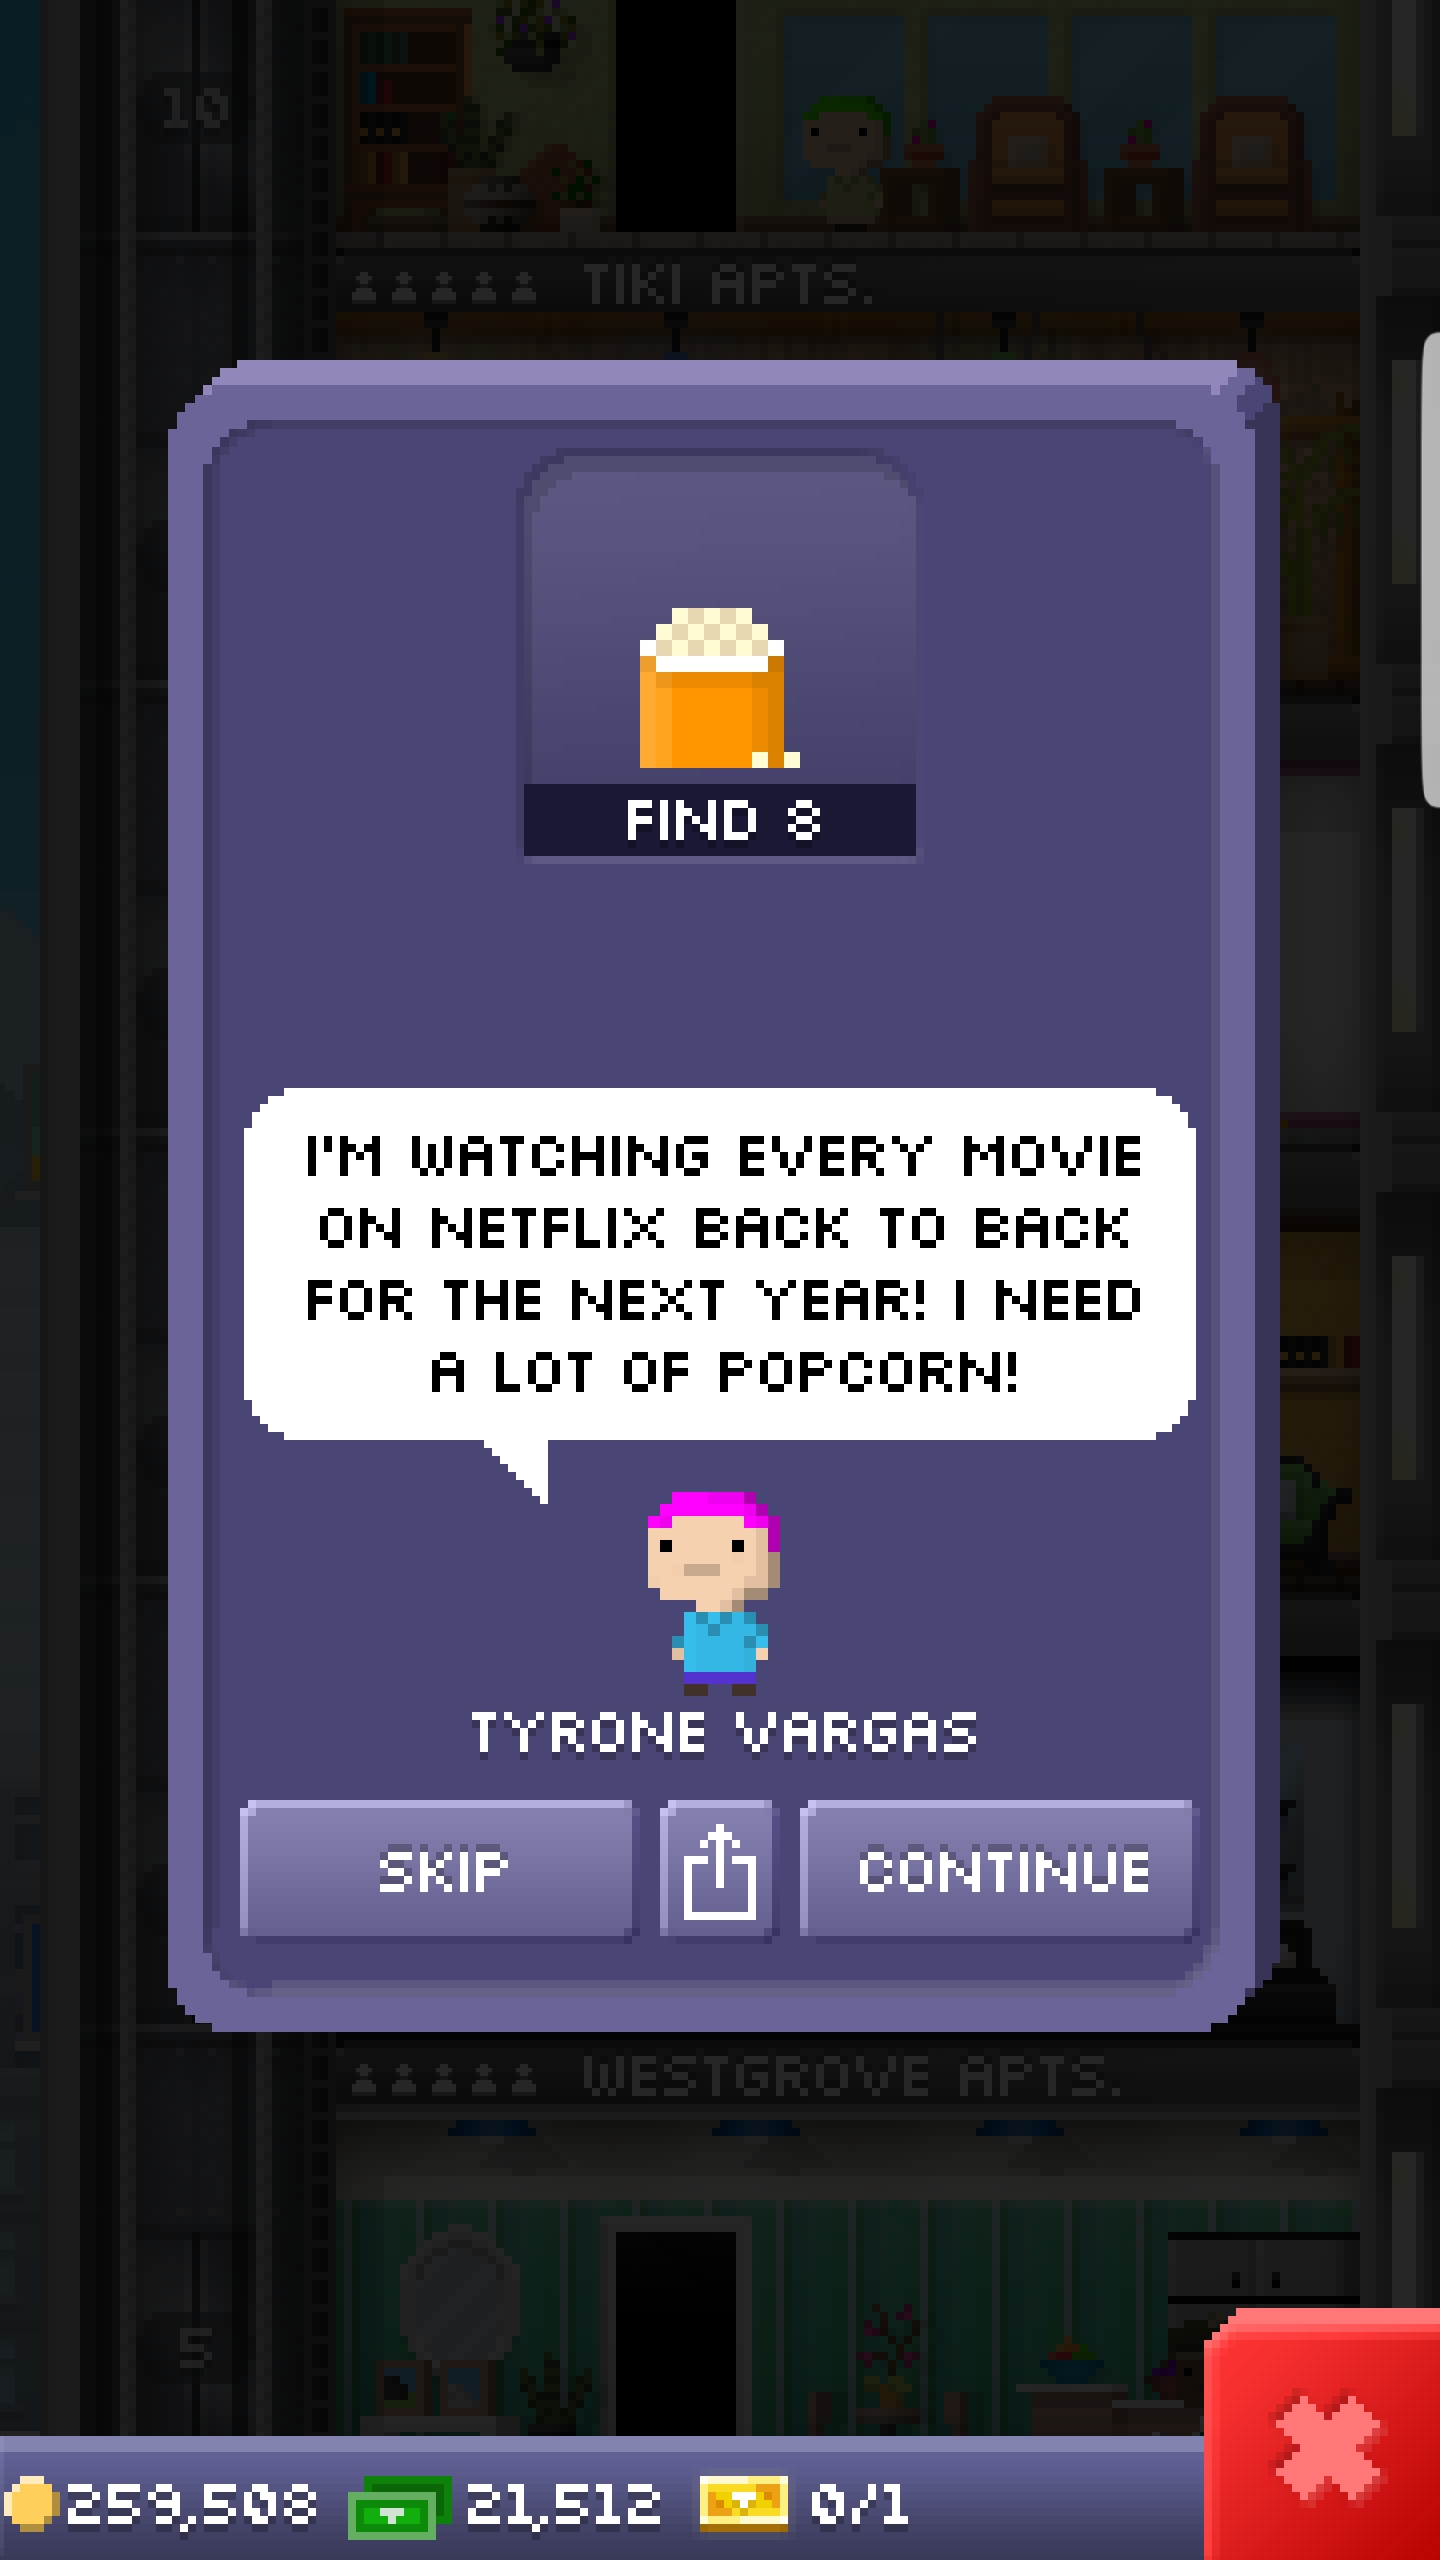 10
TIKI APTS.
FIND 8
I'M WATCHING EVERY MOVIE
ON NETFLIX BACK TO BACK
FOR THE NEXT YEAR! I NEED
A LOT OF POPCORN!
TYRONE VARGAS
SKIP
CONTINUE
WESTGROVE APTS.
5
259,508 21,512 0/1